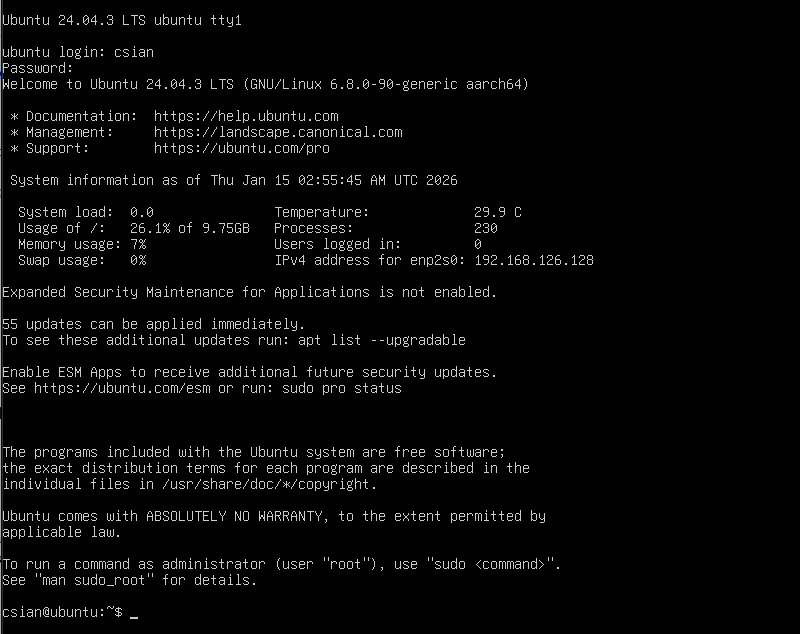 Ubuntu 24.04.3 LTS ubuntu tty1
ubuntu login: csian
Password:
Welcome to Ubuntu 24.04.3 LTS (GNU/Linux 6.8.0-90-generic aarch64)
* Documentation:  https://help.ubuntu.com
* Management:     https://landscape.canonical.com
* Support:        https://ubuntu.com/pro
System information as of Thu Jan 15 02:55:45 AM UTC 2026
System load:  0.0                Temperature:             29.9 C
Usage of /:   26.1% of 9.75GB   Processes:               230
Memory usage: 7%                Users logged in:         0
Swap usage:   0%                IPv4 address for enp2s0: 192.168.126.128
Expanded Security Maintenance for Applications is not enabled.
55 updates can be applied immediately.
To see these additional updates run: apt list --upgradable
Enable ESM Apps to receive additional future security updates.
See https://ubuntu.com/esm or run: sudo pro status
The programs included with the Ubuntu system are free software;
the exact distribution terms for each program are described in the
individual files in /usr/share/doc/*/copyright.
Ubuntu comes with ABSOLUTELY NO WARRANTY, to the extent permitted by
applicable law.
To run a command as administrator (user "root"), use "sudo <command>".
See "man sudo_root" for details.
csian@ubuntu:~$ _